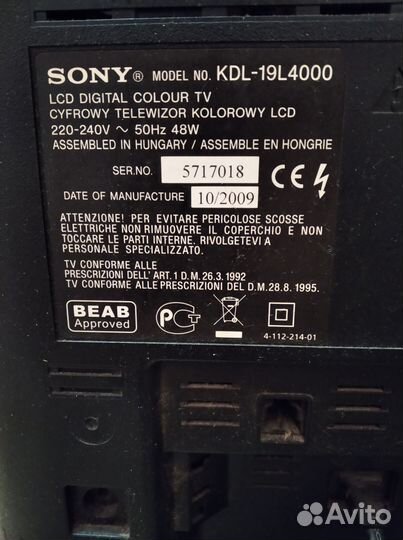 SONY® MODEL NO. KDL-19L4000
LCD DIGITAL COLOUR TV
CYFROWY TELEWIZOR KOLOROWY LCD
220-240V ~ 50Hz 48W
ASSEMBLED IN HUNGARY / ASSEMBLE EN HONGRIE
SER.NO. 5717018
DATE OF MANUFACTURE 10/2009
CE
ATTENZIONE! PER EVITARE PERICOLOSE SCOSSE
ELETTRICHE NON RIMUOVERE IL COPERCHIO E NON
TOCCARE LE PARTI INTERNE. RIVOLGETEVI A
PERSONALE SPECIALIZZATO.
TV CONFORME ALLE
PRESCRIZIONI DELL'ART.1 D.M.26.3.1992
TV CONFORME ALLE PRESCRIZIONI DEL D.M.28.8.1995.
BEAB
Approved
РСТ
4-112-214-01
Avito